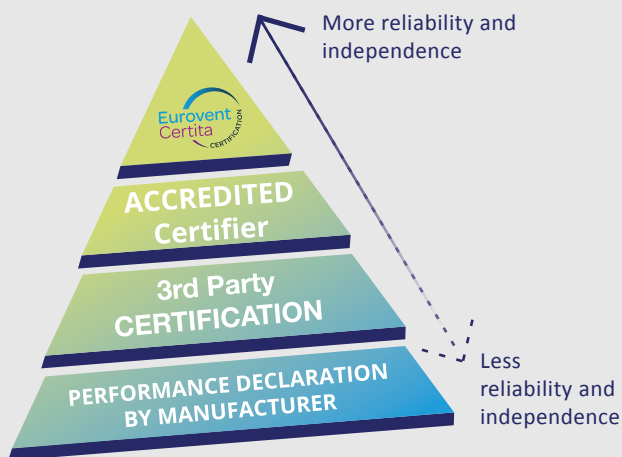 More reliability and
independence
Eurovent
Certita
CERTIFICATION
ACCREDITED
Certifier
3rd Party
CERTIFICATION
PERFORMANCE DECLARATION
BY MANUFACTURER
Less
reliability and
independence